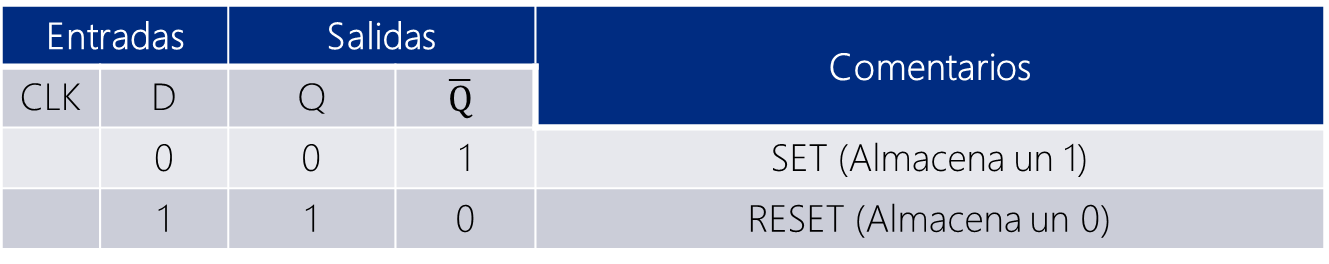 Entradas Salidas Comentarios
CLK D Q Q̅
0 0 1 SET (Almacena un 1)
1 1 0 RESET (Almacena un 0)